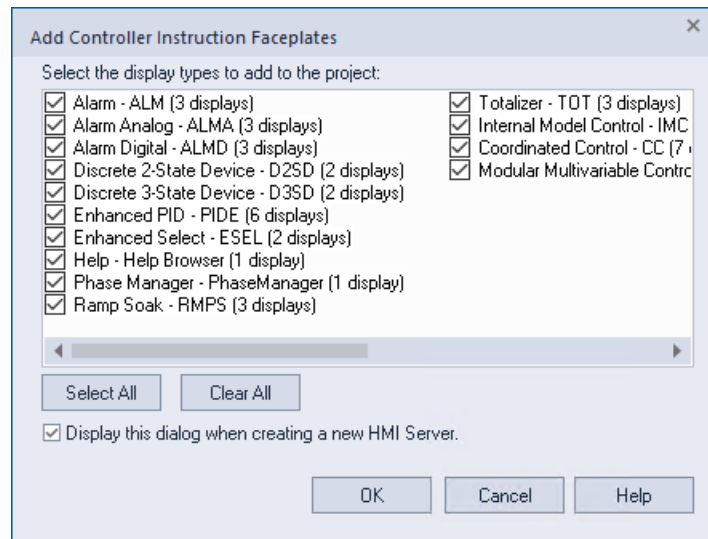 Add Controller Instruction Faceplates
Select the display types to add to the project:
Alarm - ALM (3 displays)
Alarm Analog - ALMA (3 displays)
Alarm Digital - ALMD (3 displays)
Discrete 2-State Device - D2SD (2 displays)
Discrete 3-State Device - D3SD (2 displays)
Enhanced PID - PIDE (6 displays)
Enhanced Select - ESEL (2 displays)
Help - Help Browser (1 display)
Phase Manager - PhaseManager (1 display)
Ramp Soak - RMPS (3 displays)
Totalizer - TOT (3 displays)
Internal Model Control - IMC
Coordinated Control - CC (7
Modular Multivariable Contro
Select All
Clear All
Display this dialog when creating a new HMI Server.
OK
Cancel
Help